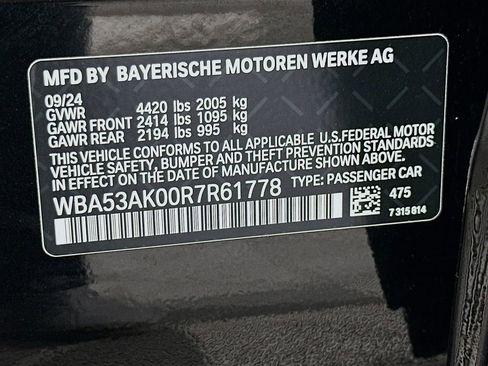 MFD BY BAYERISCHE MOTOREN WERKE AG
09/24
GVWR 4420 lbs 2005 kg
GAWR FRONT 2414 lbs 1095 kg
GAWR REAR 2194 lbs 995 kg
THIS VEHICLE CONFORMS TO ALL APPLICABLE U.S.FEDERAL MOTOR
VEHICLE SAFETY, BUMPER AND THEFT PREVENTION STANDARDS
IN EFFECT ON THE DATE OF MANUFACTURE SHOWN ABOVE.
WBA53AK00R7R61778 TYPE: PASSENGER CAR
475
7 315 814